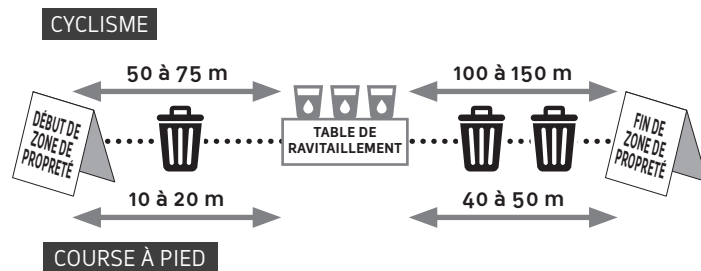 CYCLISME
50 à 75 m
100 à 150 m
DÉBUT DE
ZONE DE
PROPRETÉ
TABLE DE
RAVITAILLEMENT
FIN DE
ZONE DE
PROPRETÉ
10 à 20 m
40 à 50 m
COURSE À PIED